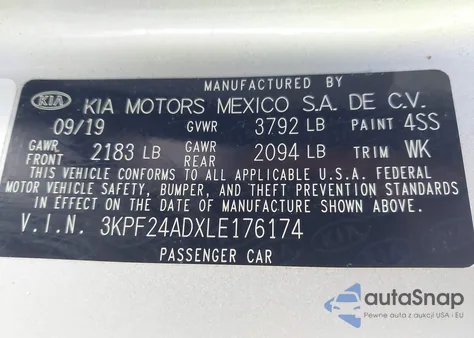 MANUFACTURED BY
KIA KIA MOTORS MEXICO S.A. DE C.V.
09/19 GVWR 3792 LB PAINT 4SS
GAWR FRONT 2183 LB GAWR REAR 2094 LB TRIM WK
THIS VEHICLE CONFORMS TO ALL APPLICABLE U.S.A. FEDERAL
MOTOR VEHICLE SAFETY, BUMPER, AND THEFT PREVENTION STANDARDS
IN EFFECT ON THE DATE OF MANUFACTURE SHOWN ABOVE.
V.I.N. 3KPF24ADXLE176174
PASSENGER CAR
autoSnap
Pewne auta z aukcji USA - EU